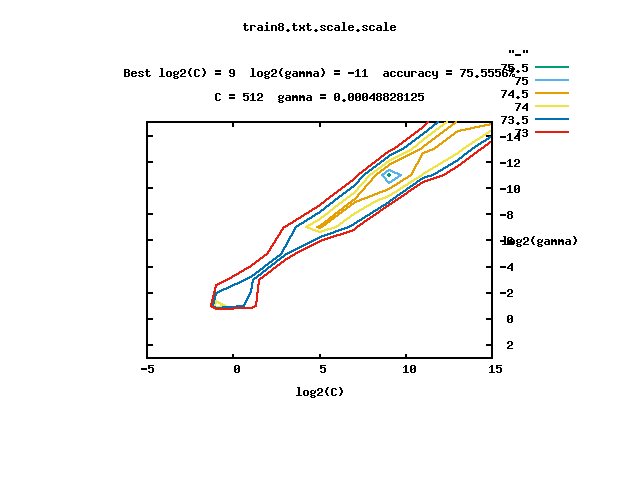 train8.txt.scale.scale
"-"
Best log2(C) = 9 log2(gamma) = -11 accuracy = 75.5556%
75.5
75
C = 512 gamma = 0.00048828125
74.5
74
73.5
73
-14
-12
-10
-8
-6
log2(gamma)
-4
-2
0
2
-5 0 5 10 15
log2(C)